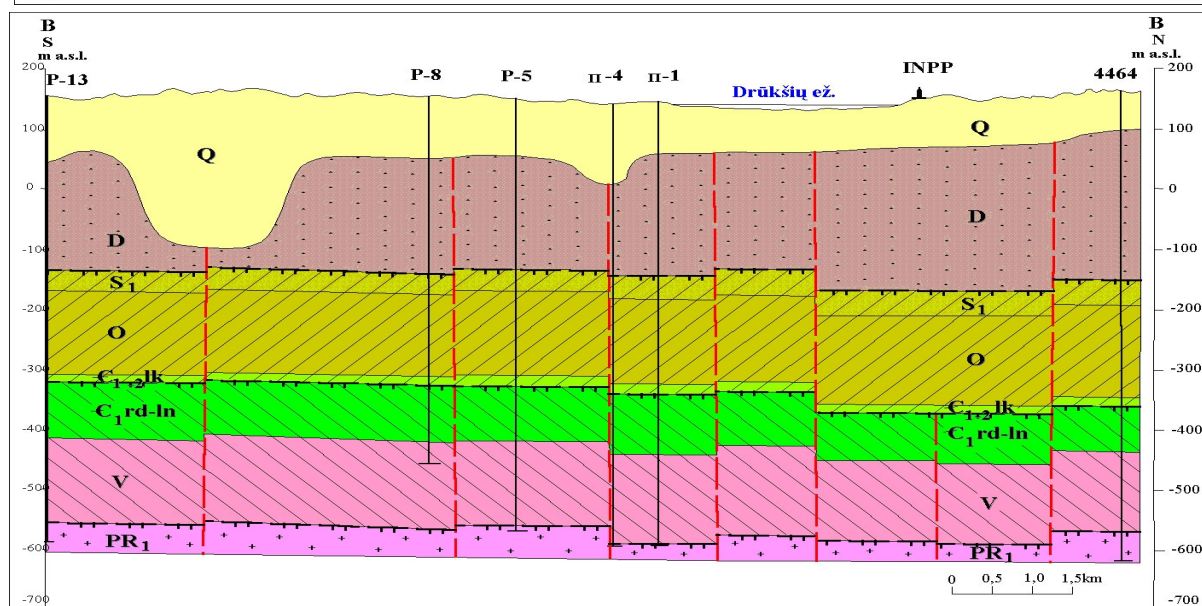 B
S
m a.s.l.
B
N
m a.s.l.
P-13
P-8
P-5
п-4
п-1
Drūkšių ež.
INPP
4464
200
100
0
-100
-200
-300
-400
-500
-600
-700
200
100
0
-100
-200
-300
-400
-500
-600
-700
Q
Q
D
D
S1
S1
O
O
C1+2lk
C1+2lk
C1rd-ln
C1rd-ln
V
V
PR1
PR1
0 0,5 1,0 1,5km